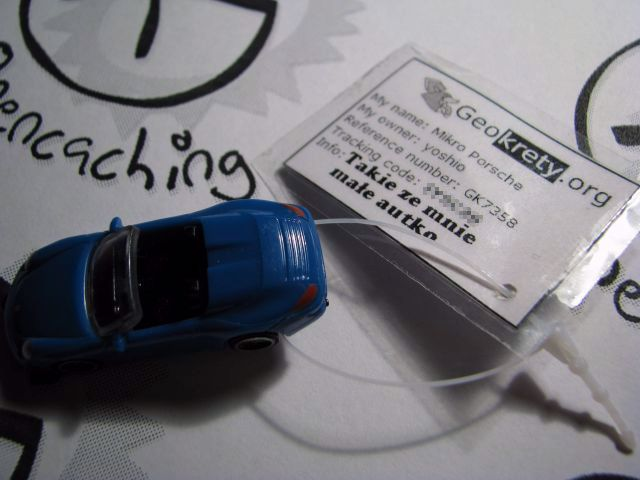 Geokrety.org
My name: Mikro Porsche
My owner: yoshio
Reference number: GK7358
Tracking code:
Info: Takie ze mnie
małe autko
encaching